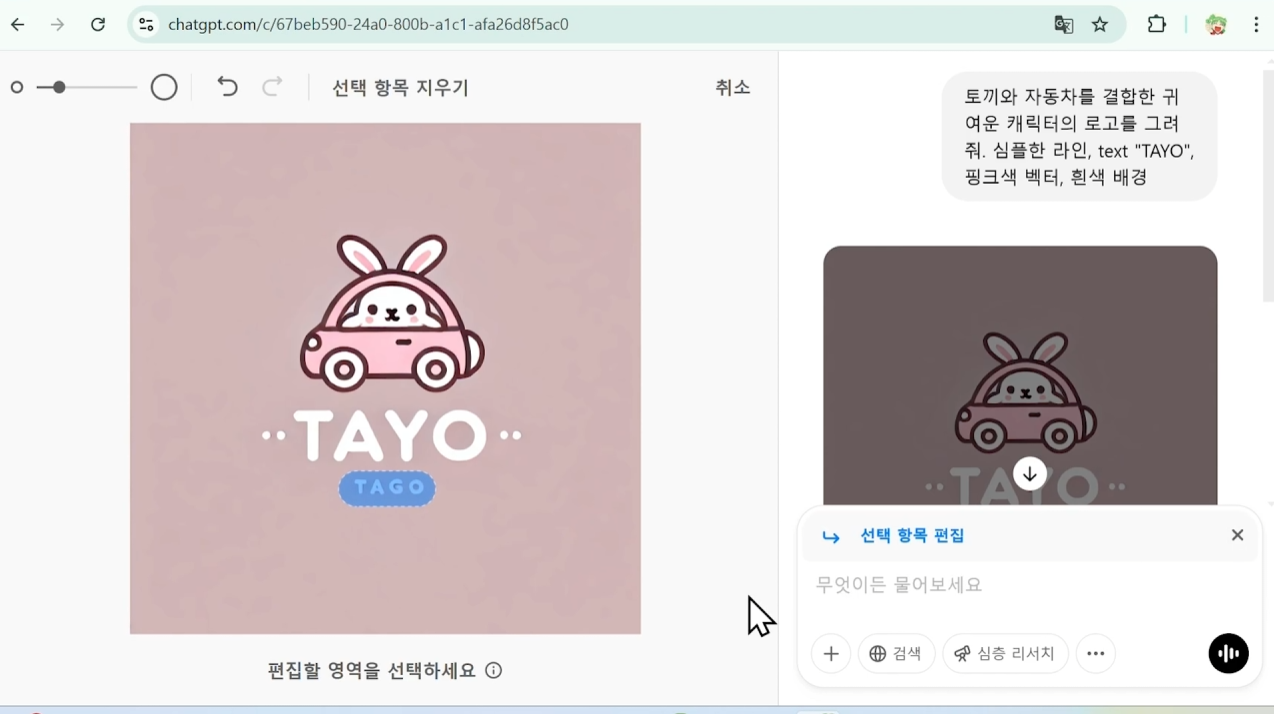 chatgpt.com/c/67beb590-24a0-800b-a1c1-afa26d8f5ac0
선택 항목 지우기
취소
TAYO
TAGO
편집할 영역을 선택하세요
토끼와 자동차를 결합한 귀
여운 캐릭터의 로고를 그려
줘. 심플한 라인, text "TAYO",
핑크색 벡터, 흰색 배경
TAYO
선택 항목 편집
무엇이든 물어보세요
검색
심층 리서치